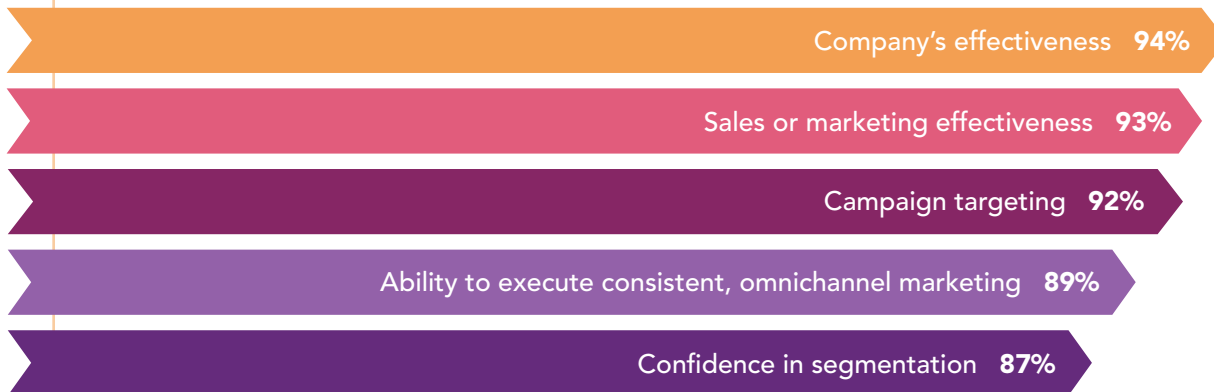 Company’s effectiveness 94%
Sales or marketing effectiveness 93%
Campaign targeting 92%
Ability to execute consistent, omnichannel marketing 89%
Confidence in segmentation 87%